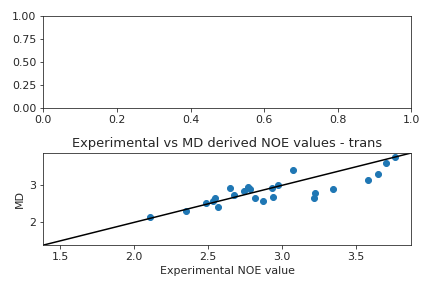 1.00
0.75
0.50
0.25
0.00
0.0 0.2 0.4 0.6 0.8 1.0
Experimental vs MD derived NOE values - trans
3
2
MD
1.5 2.0 2.5 3.0 3.5
Experimental NOE value